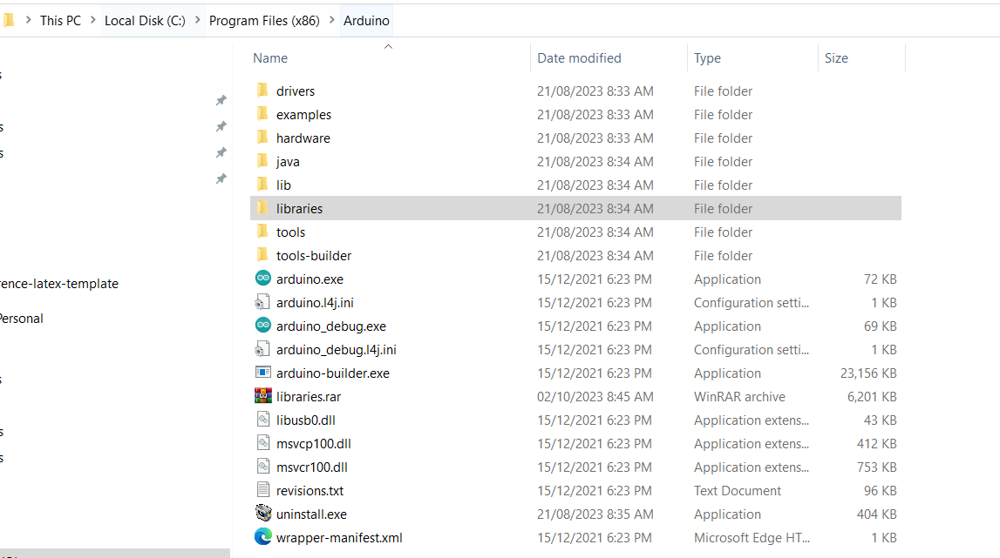 This PC > Local Disk (C:) > Program Files (x86) > Arduino
Name Date modified Type Size
drivers 21/08/2023 8:33 AM File folder
examples 21/08/2023 8:33 AM File folder
hardware 21/08/2023 8:33 AM File folder
java 21/08/2023 8:34 AM File folder
lib 21/08/2023 8:34 AM File folder
libraries 21/08/2023 8:34 AM File folder
tools 21/08/2023 8:34 AM File folder
tools-builder 21/08/2023 8:34 AM File folder
arduino.exe 15/12/2021 6:23 PM Application 72 KB
rence-latex-template
arduino.l4j.ini 15/12/2021 6:23 PM Configuration setti... 1 KB
Personal
arduino_debug.exe 15/12/2021 6:23 PM Application 69 KB
arduino_debug.l4j.ini 15/12/2021 6:23 PM Configuration setti... 1 KB
arduino-builder.exe 15/12/2021 6:23 PM Application 23,156 KB
libraries.rar 02/10/2023 8:45 AM WinRAR archive 6,201 KB
libusb0.dll 15/12/2021 6:23 PM Application extens... 43 KB
msvcp100.dll 15/12/2021 6:23 PM Application extens... 412 KB
msvcr100.dll 15/12/2021 6:23 PM Application extens... 753 KB
revisions.txt 15/12/2021 6:23 PM Text Document 96 KB
uninstall.exe 21/08/2023 8:35 AM Application 404 KB
wrapper-manifest.xml 15/12/2021 6:23 PM Microsoft Edge HT... 1 KB